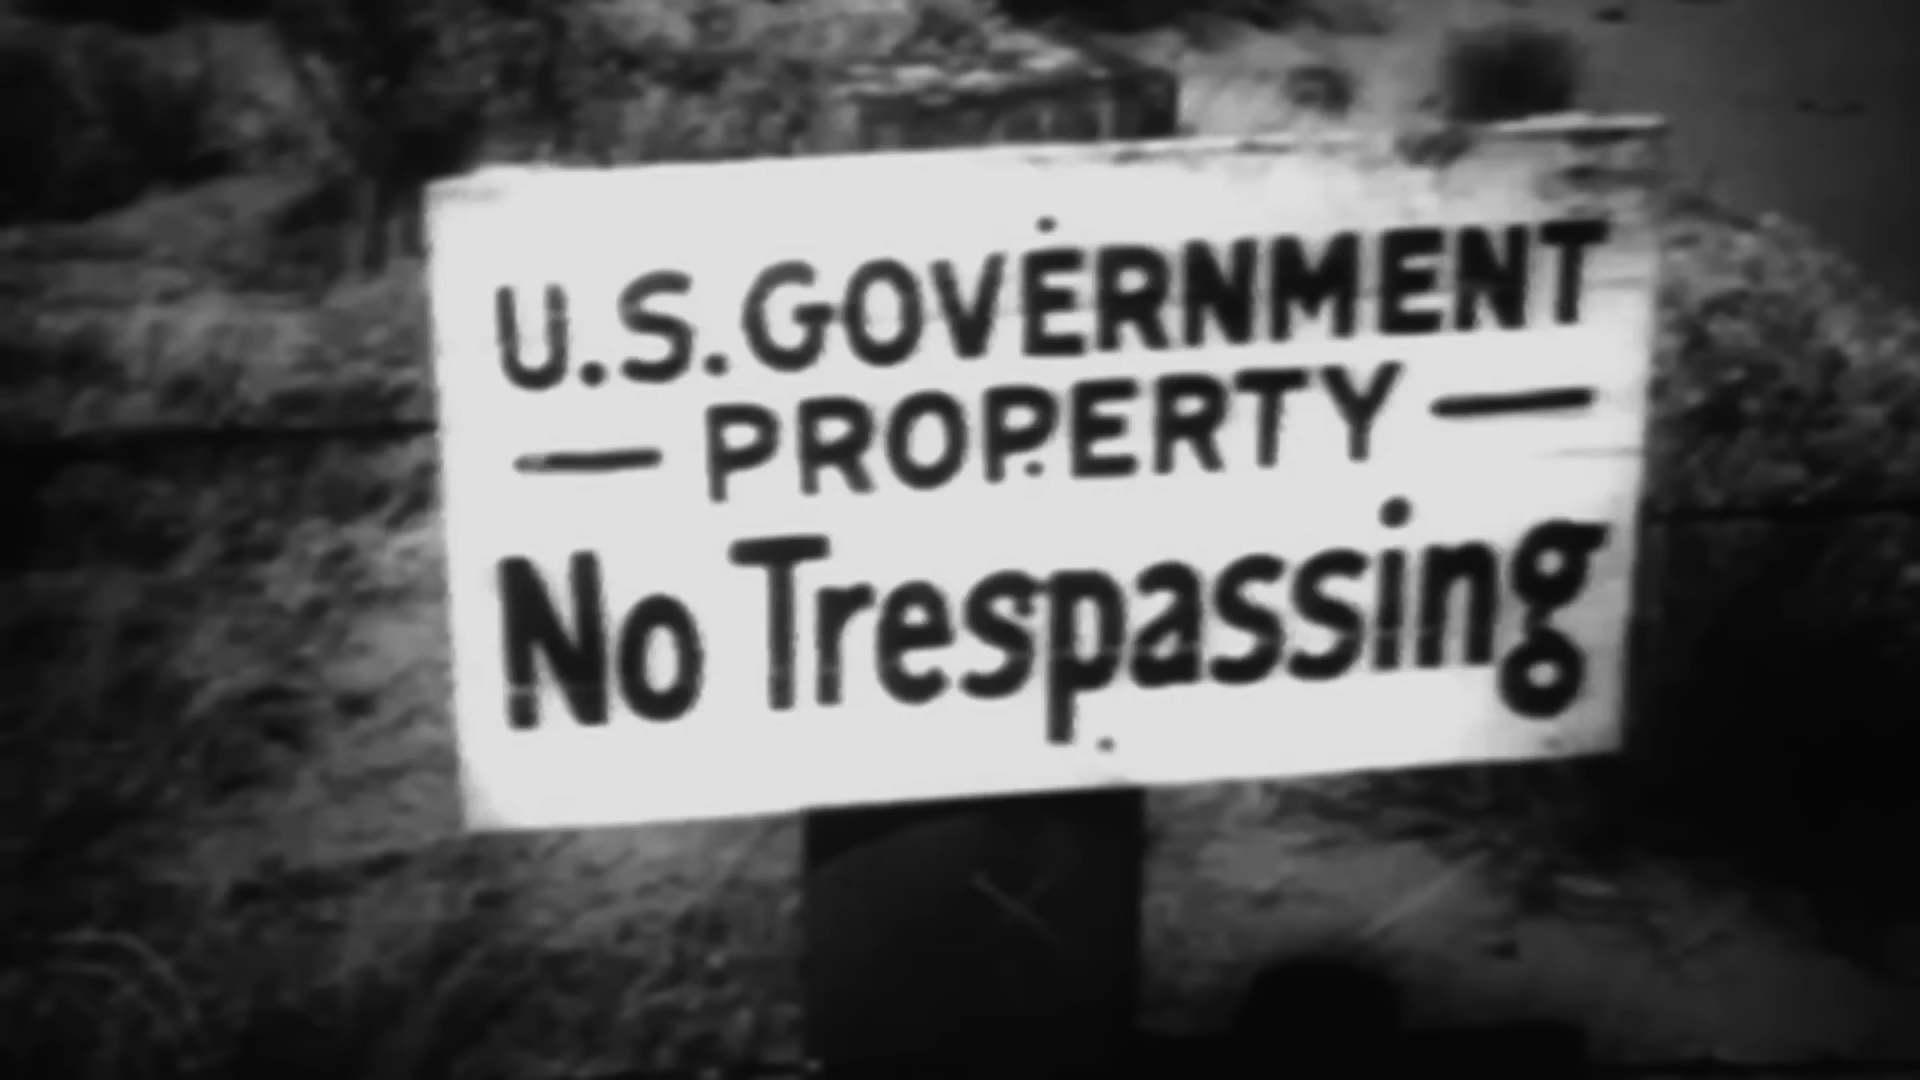 U.S. GOVERNMENT
— PROPERTY —
No Trespassing